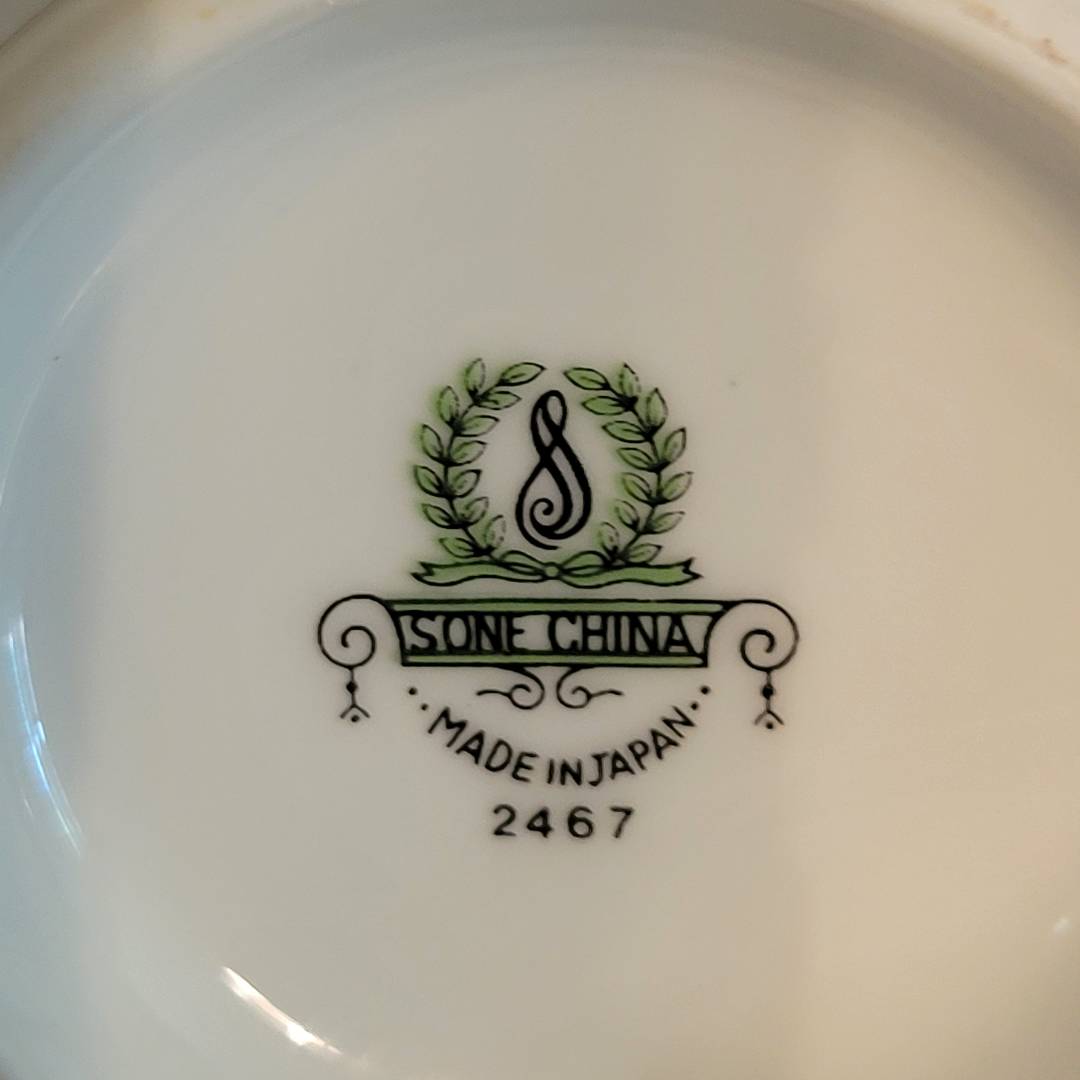 S
SONE CHINA
··MADE IN JAPAN··
2467